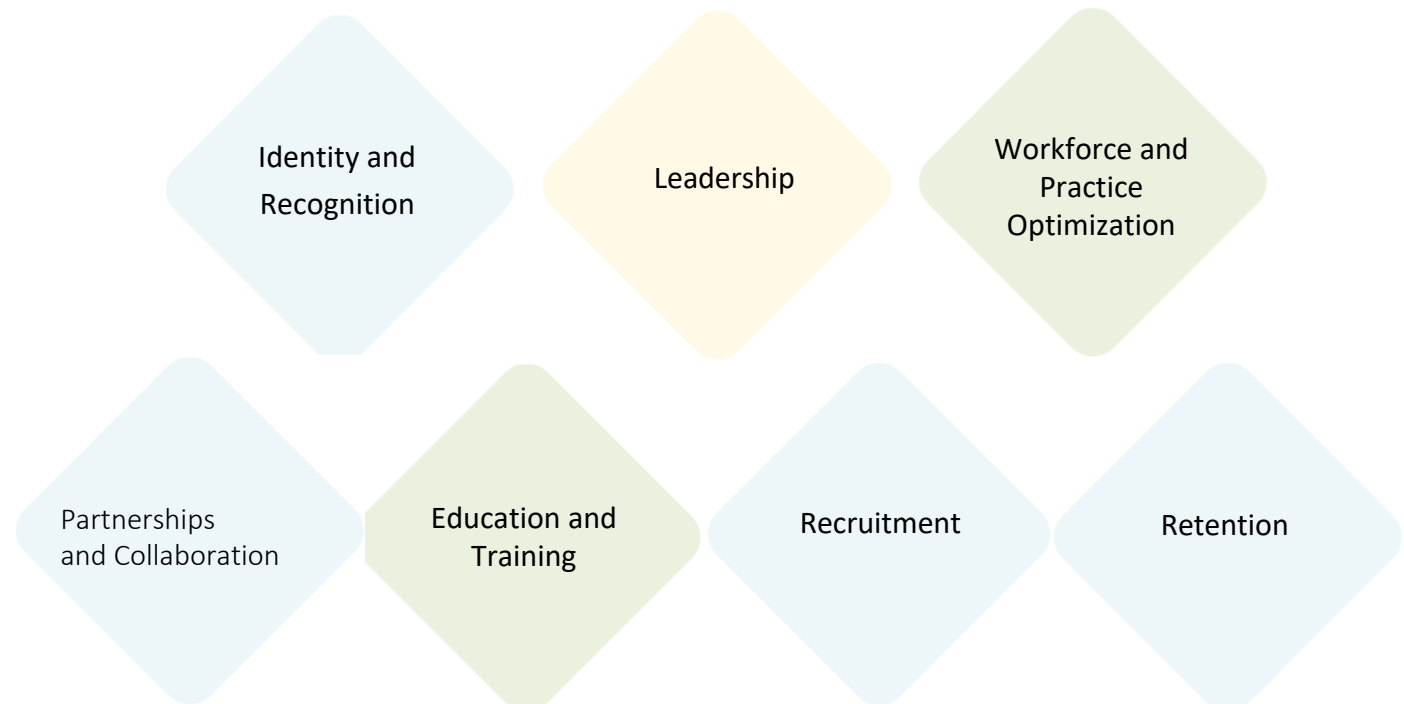 Identity and
Recognition
Leadership
Workforce and
Practice
Optimization
Partnerships
and Collaboration
Education and
Training
Recruitment
Retention